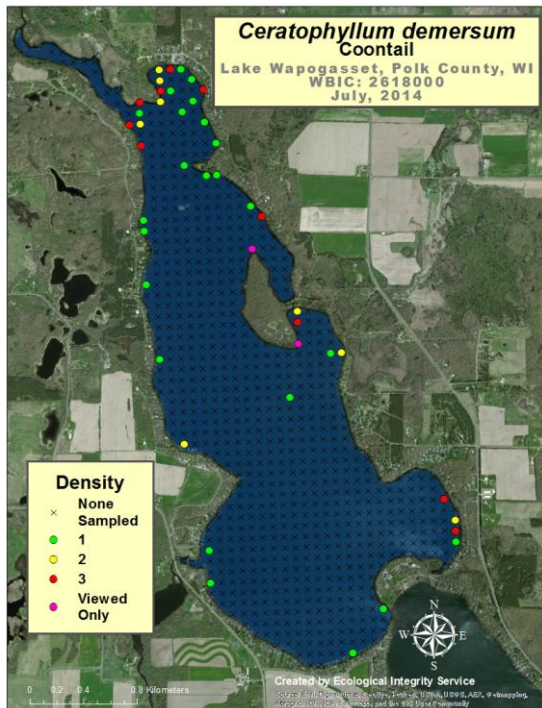 Ceratophyllum demersum
Coontail
Lake Wapogasset, Polk County, WI
WBIC: 2618000
July, 2014
Density
None
Sampled
1
2
3
Viewed
Only
N
W E
S
Created by Ecological Integrity Service
0 0.2 0.4 0.8 Kilometers